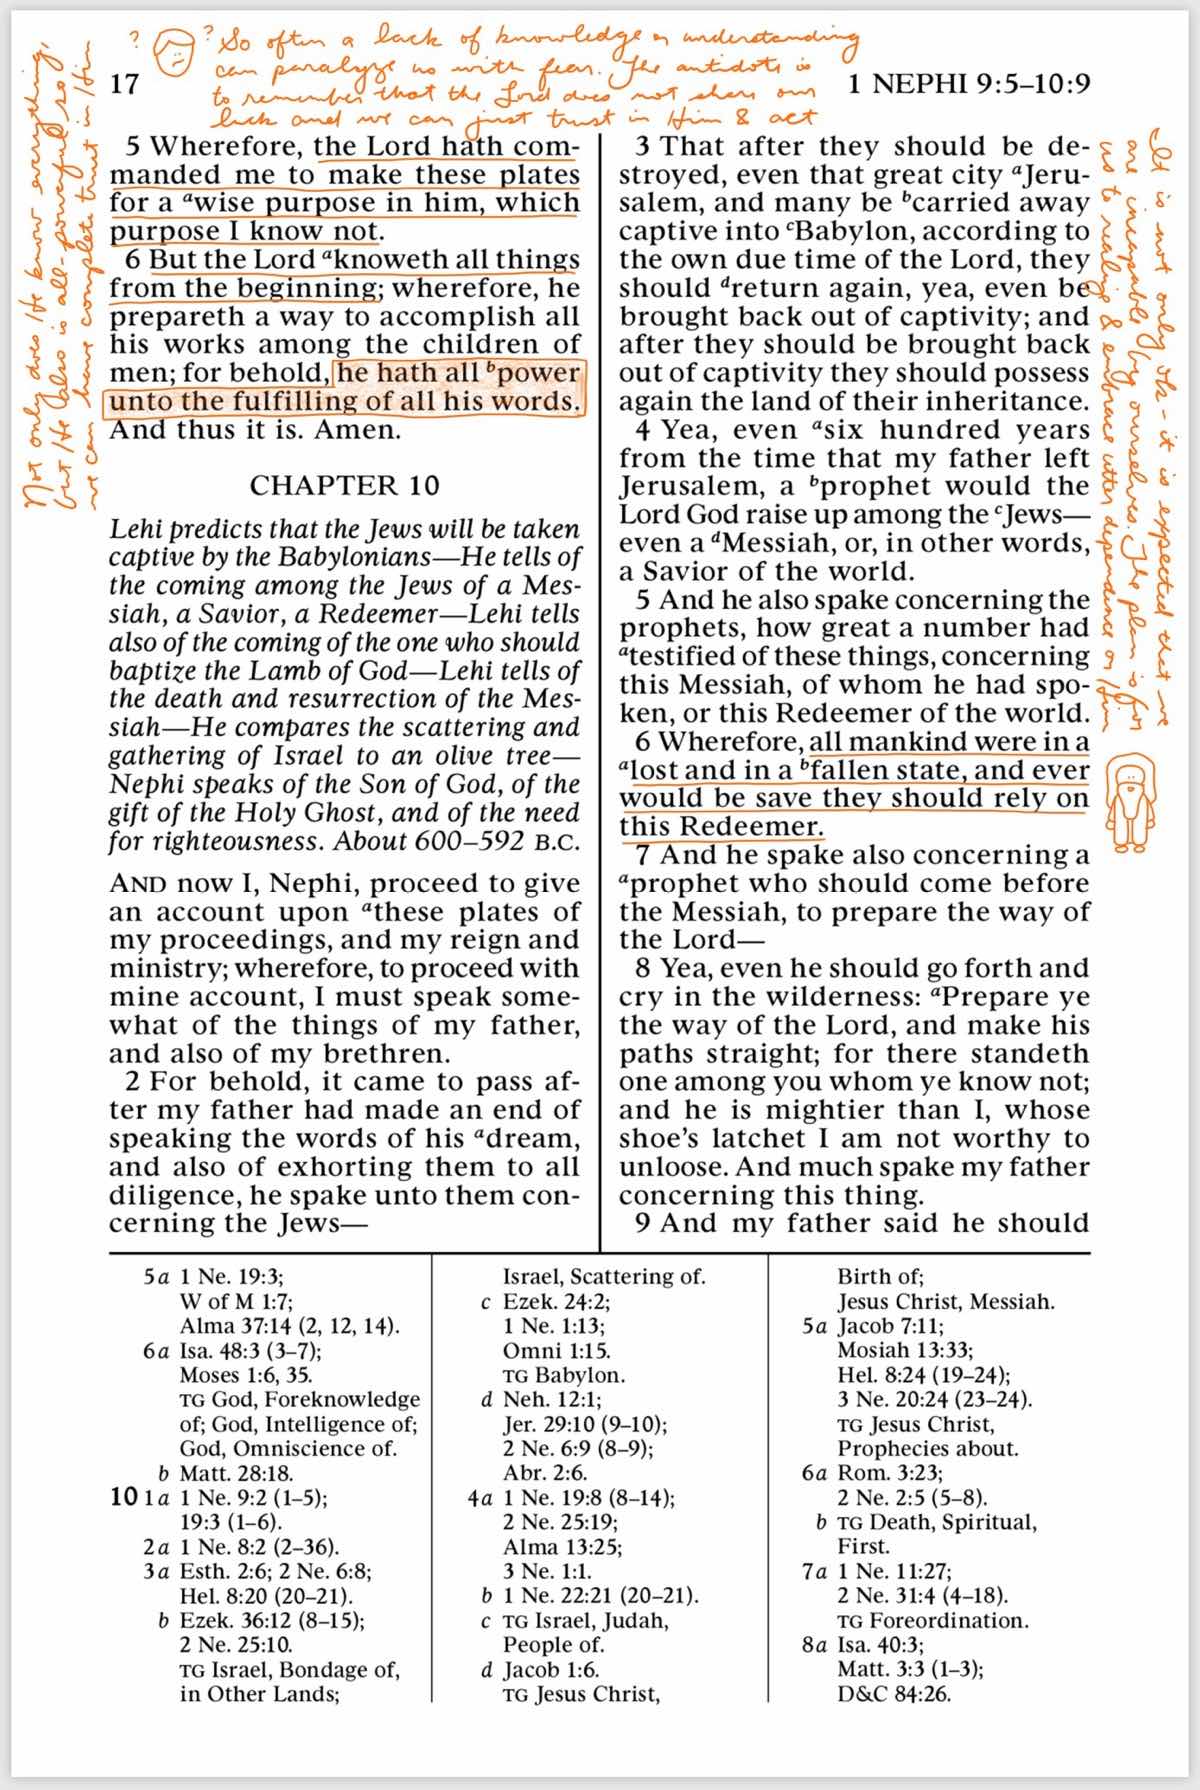 ? ? So often a lack of knowledge or understanding
can paralyze us with fear. The antidote is
to remember that the Lord does not share our
lack and we can just trust in Him & act
Not only does He know everything,
but He also is all-powerful so
we can have complete trust in Him
17
1 NEPHI 9:5–10:9
5 Wherefore, the Lord hath com-
manded me to make these plates
for a ᵃwise purpose in him, which
purpose I know not.
6 But the Lord ᵃknoweth all things
from the beginning; wherefore, he
prepareth a way to accomplish all
his works among the children of
men; for behold, he hath all ᵇpower
unto the fulfilling of all his words.
And thus it is. Amen.
CHAPTER 10
Lehi predicts that the Jews will be taken
captive by the Babylonians—He tells of
the coming among the Jews of a Mes-
siah, a Savior, a Redeemer—Lehi tells
also of the coming of the one who should
baptize the Lamb of God—Lehi tells of
the death and resurrection of the Mes-
siah—He compares the scattering and
gathering of Israel to an olive tree—
Nephi speaks of the Son of God, of the
gift of the Holy Ghost, and of the need
for righteousness. About 600–592 B.C.
AND now I, Nephi, proceed to give
an account upon ᵃthese plates of
my proceedings, and my reign and
ministry; wherefore, to proceed with
mine account, I must speak some-
what of the things of my father,
and also of my brethren.
2 For behold, it came to pass af-
ter my father had made an end of
speaking the words of his ᵃdream,
and also of exhorting them to all
diligence, he spake unto them con-
cerning the Jews—
3 That after they should be de-
stroyed, even that great city ᵃJeru-
salem, and many be ᵇcarried away
captive into ᶜBabylon, according to
the own due time of the Lord, they
should ᵈreturn again, yea, even be
brought back out of captivity; and
after they should be brought back
out of captivity they should possess
again the land of their inheritance.
4 Yea, even ᵃsix hundred years
from the time that my father left
Jerusalem, a ᵇprophet would the
Lord God raise up among the ᶜJews—
even a ᵈMessiah, or, in other words,
a Savior of the world.
5 And he also spake concerning the
prophets, how great a number had
ᵃtestified of these things, concerning
this Messiah, of whom he had spo-
ken, or this Redeemer of the world.
6 Wherefore, all mankind were in a
ᵃlost and in a ᵇfallen state, and ever
would be save they should rely on
this Redeemer.
7 And he spake also concerning a
ᵃprophet who should come before
the Messiah, to prepare the way of
the Lord—
8 Yea, even he should go forth and
cry in the wilderness: ᵃPrepare ye
the way of the Lord, and make his
paths straight; for there standeth
one among you whom ye know not;
and he is mightier than I, whose
shoe's latchet I am not worthy to
unloose. And much spake my father
concerning this thing.
9 And my father said he should
It is not only ok - it is expected that we
are incapable by ourselves. The plan is for
us to realize & embrace utter dependence on Him
5a 1 Ne. 19:3;
W of M 1:7;
Alma 37:14 (2, 12, 14).
6a Isa. 48:3 (3–7);
Moses 1:6, 35.
TG God, Foreknowledge
of; God, Intelligence of;
God, Omniscience of.
b Matt. 28:18.
10 1a 1 Ne. 9:2 (1–5);
19:3 (1–6).
2a 1 Ne. 8:2 (2–36).
3a Esth. 2:6; 2 Ne. 6:8;
Hel. 8:20 (20–21).
b Ezek. 36:12 (8–15);
2 Ne. 25:10.
TG Israel, Bondage of,
in Other Lands;
Israel, Scattering of.
c Ezek. 24:2;
1 Ne. 1:13;
Omni 1:15.
TG Babylon.
d Neh. 12:1;
Jer. 29:10 (9–10);
2 Ne. 6:9 (8–9);
Abr. 2:6.
4a 1 Ne. 19:8 (8–14);
2 Ne. 25:19;
Alma 13:25;
3 Ne. 1:1.
b 1 Ne. 22:21 (20–21).
c TG Israel, Judah,
People of.
d Jacob 1:6.
TG Jesus Christ,
Birth of;
Jesus Christ, Messiah.
5a Jacob 7:11;
Mosiah 13:33;
Hel. 8:24 (19–24);
3 Ne. 20:24 (23–24).
TG Jesus Christ,
Prophecies about.
6a Rom. 3:23;
2 Ne. 2:5 (5–8).
b TG Death, Spiritual,
First.
7a 1 Ne. 11:27;
2 Ne. 31:4 (4–18).
TG Foreordination.
8a Isa. 40:3;
Matt. 3:3 (1–3);
D&C 84:26.